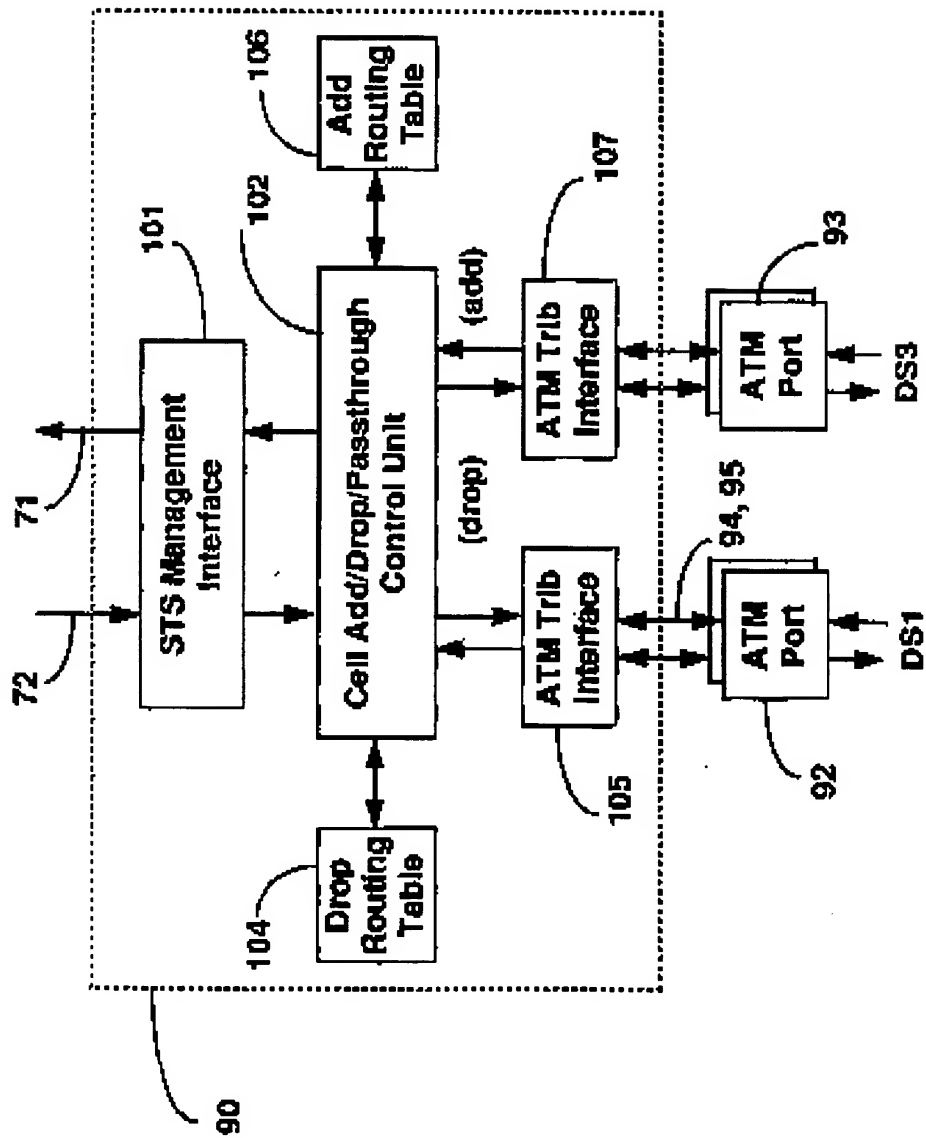 72
71
101
STS Management
Interface
90
104
102
106
Drop
Routing
Table
Cell Add/Drop/Passthrough
Control Unit
Add
Routing
Table
(drop)
(add)
ATM Trib
Interface
ATM Trib
Interface
105
107
94, 95
ATM
Port
ATM
Port
92
93
DS1
DS3